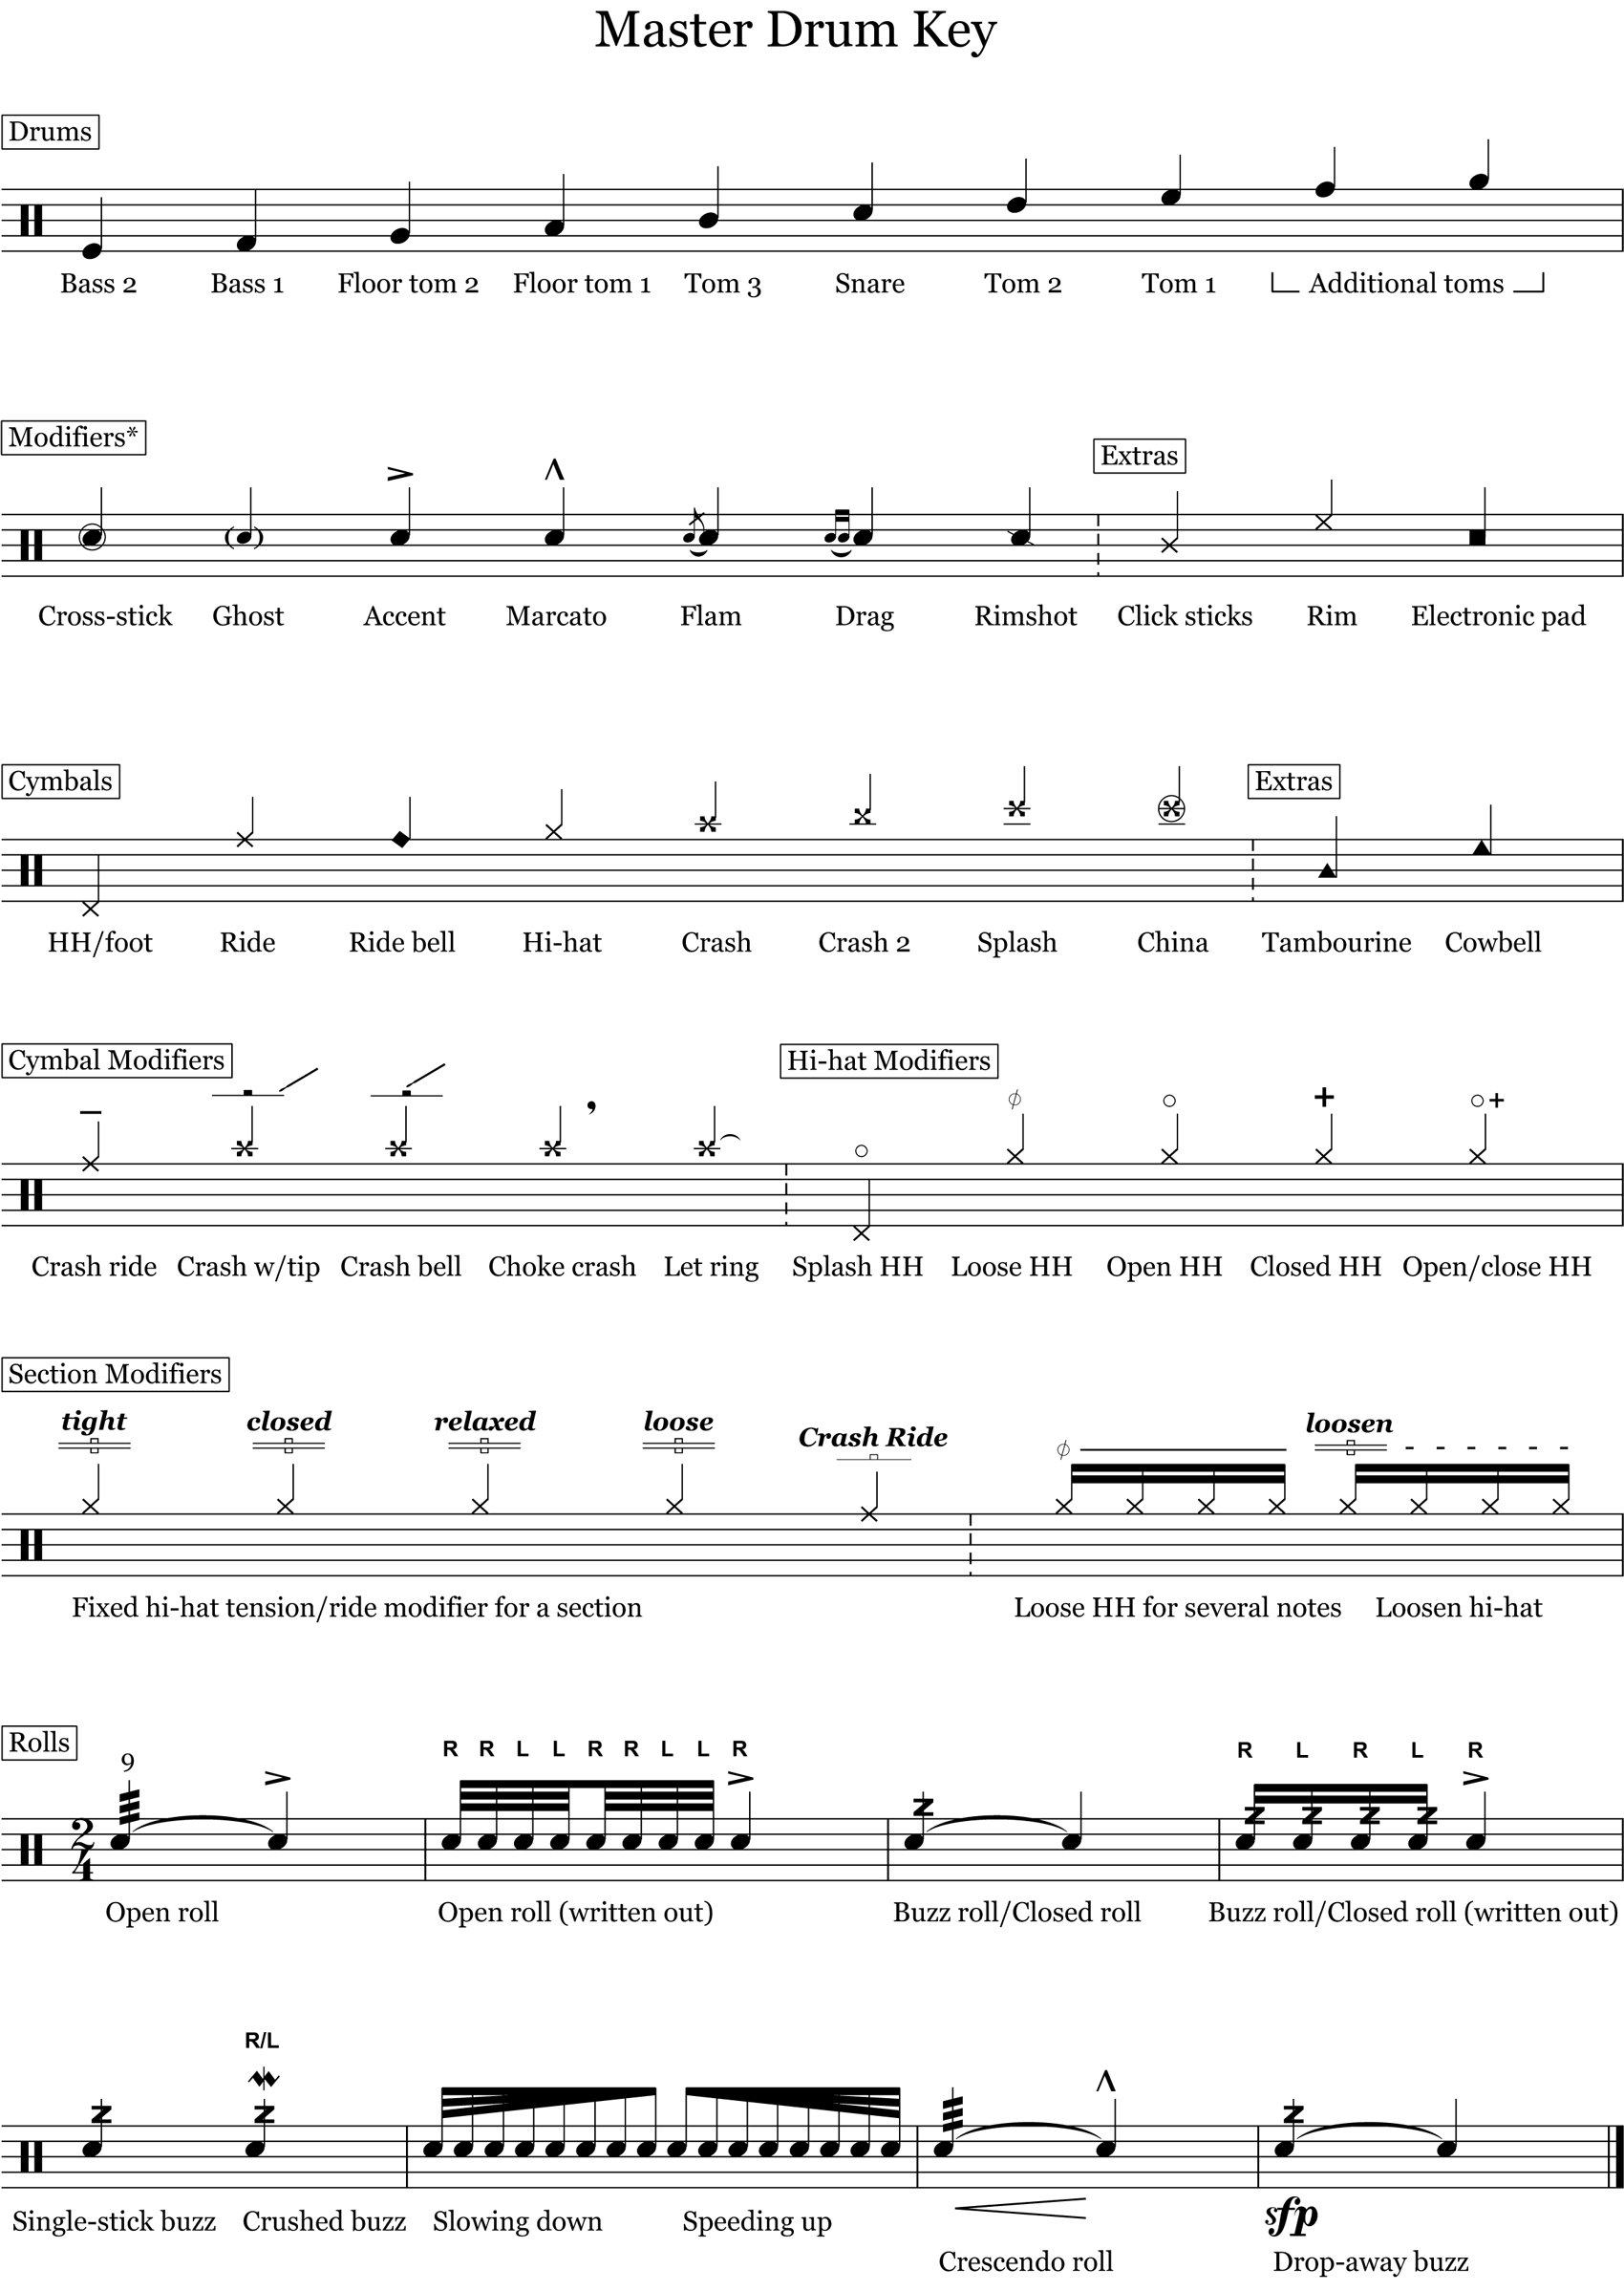 Master Drum Key
Drums
Bass 2 Bass 1 Floor tom 2 Floor tom 1 Tom 3 Snare Tom 2 Tom 1 Additional toms
Modifiers*
Extras
Cross-stick Ghost Accent Marcato Flam Drag Rimshot Click sticks Rim Electronic pad
Cymbals Extras
HH/foot Ride Ride bell Hi-hat Crash Crash 2 Splash China Tambourine Cowbell
Cymbal Modifiers Hi-hat Modifiers
Crash ride Crash w/tip Crash bell Choke crash Let ring Splash HH Loose HH Open HH Closed HH Open/close HH
Section Modifiers
tight closed relaxed loose Crash Ride loosen
Fixed hi-hat tension/ride modifier for a section Loose HH for several notes Loosen hi-hat
Rolls
9 R R L L R R L L R R L R L R
2
4
Open roll Open roll (written out) Buzz roll/Closed roll Buzz roll/Closed roll (written out)
R/L
z z
Single-stick buzz Crushed buzz Slowing down Speeding up sfp
Crescendo roll Drop-away buzz